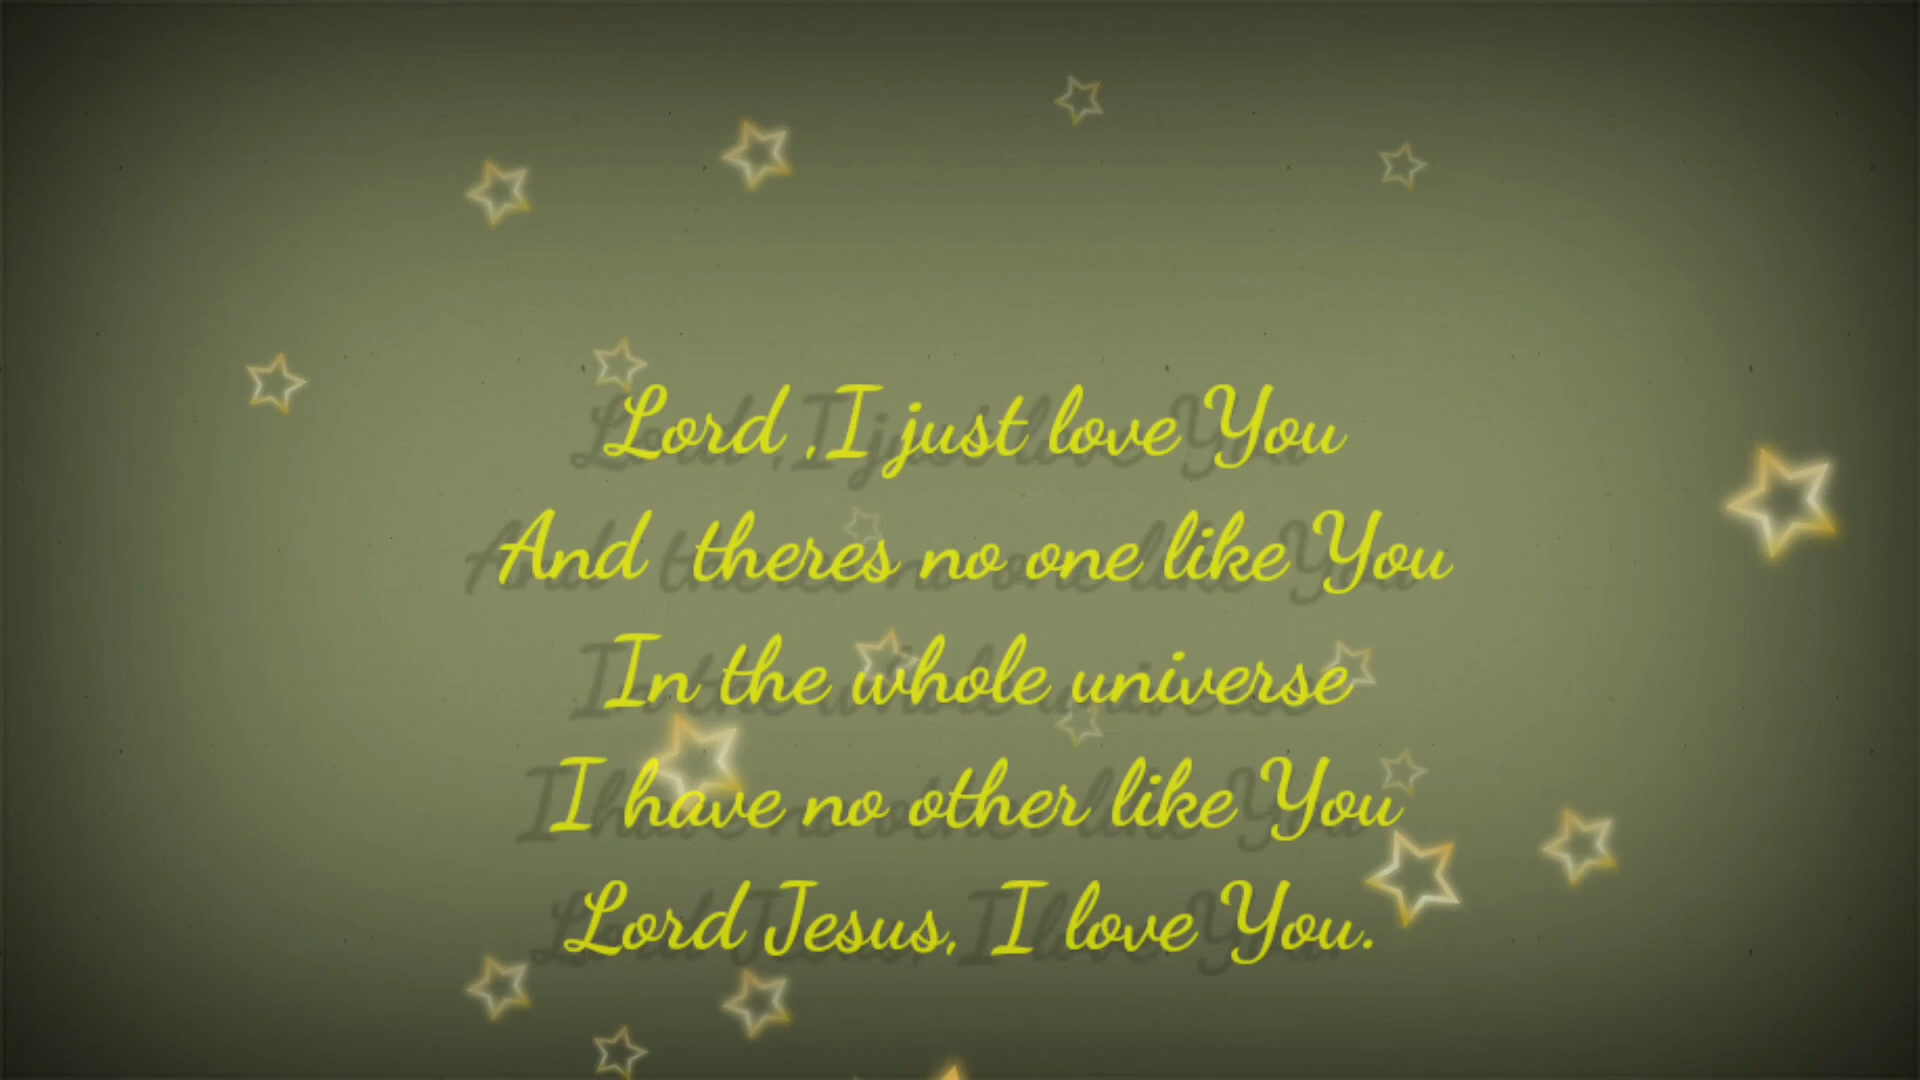 Lord ,I just love You
And theres no one like You
In the whole universe
I have no other like You
Lord Jesus, I love You.